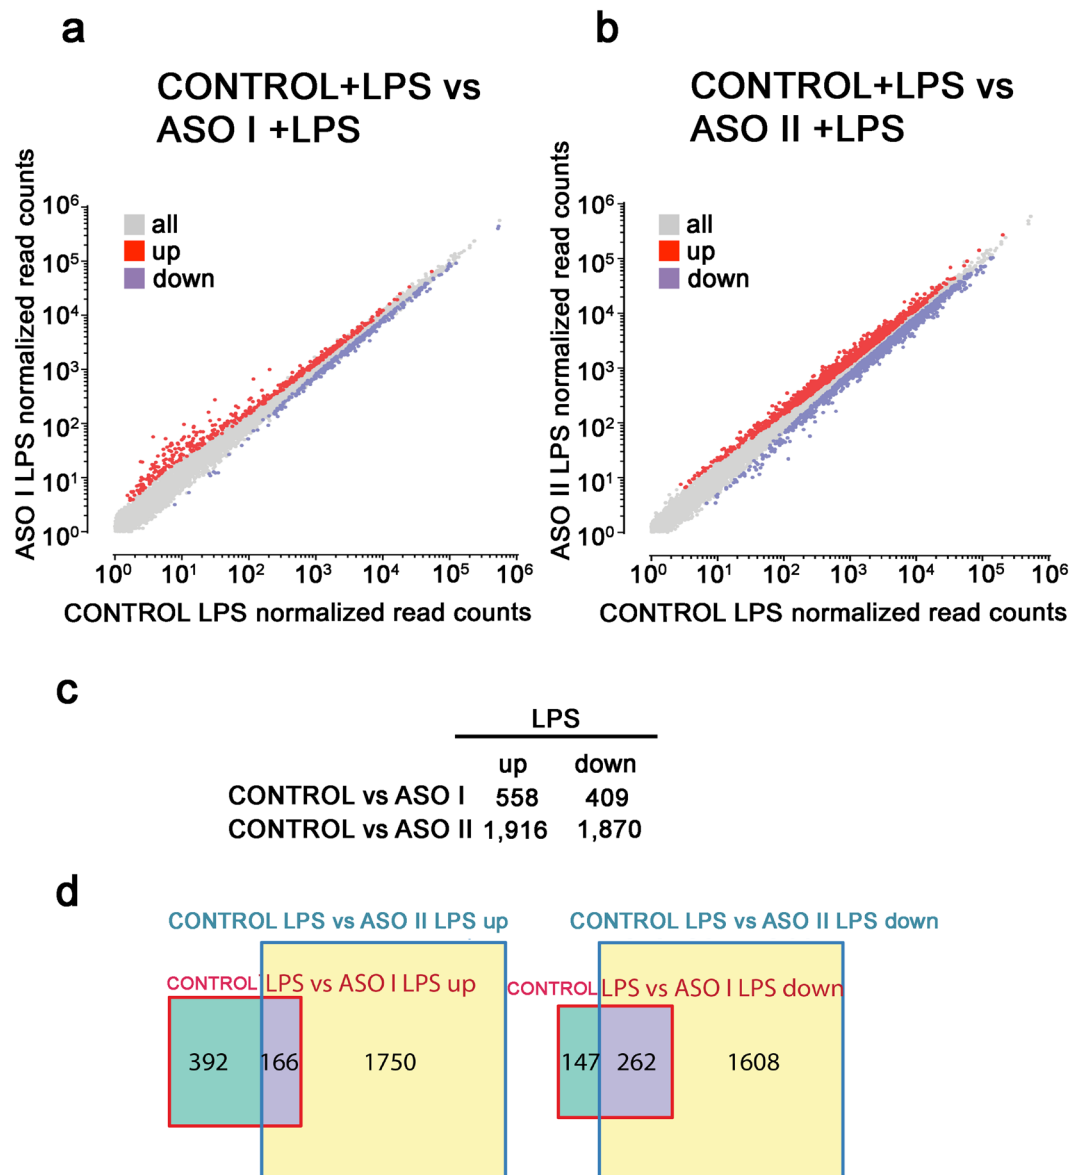 a
CONTROL+LPS vs
ASO I +LPS
ASO I LPS normalized read counts
10⁶
10⁵
10⁴
10³
10²
10¹
10⁰
all
up
down
10⁰ 10¹ 10² 10³ 10⁴ 10⁵ 10⁶
CONTROL LPS normalized read counts
b
CONTROL+LPS vs
ASO II +LPS
ASO II LPS normalized read counts
10⁶
10⁵
10⁴
10³
10²
10¹
10⁰
all
up
down
10⁰ 10¹ 10² 10³ 10⁴ 10⁵ 10⁶
CONTROL LPS normalized read counts
c
LPS
up down
CONTROL vs ASO I 558 409
CONTROL vs ASO II 1,916 1,870
d
CONTROL LPS vs ASO II LPS up
CONTROL LPS vs ASO I LPS up
392 166 1750
CONTROL LPS vs ASO II LPS down
CONTROL LPS vs ASO I LPS down
147 262 1608